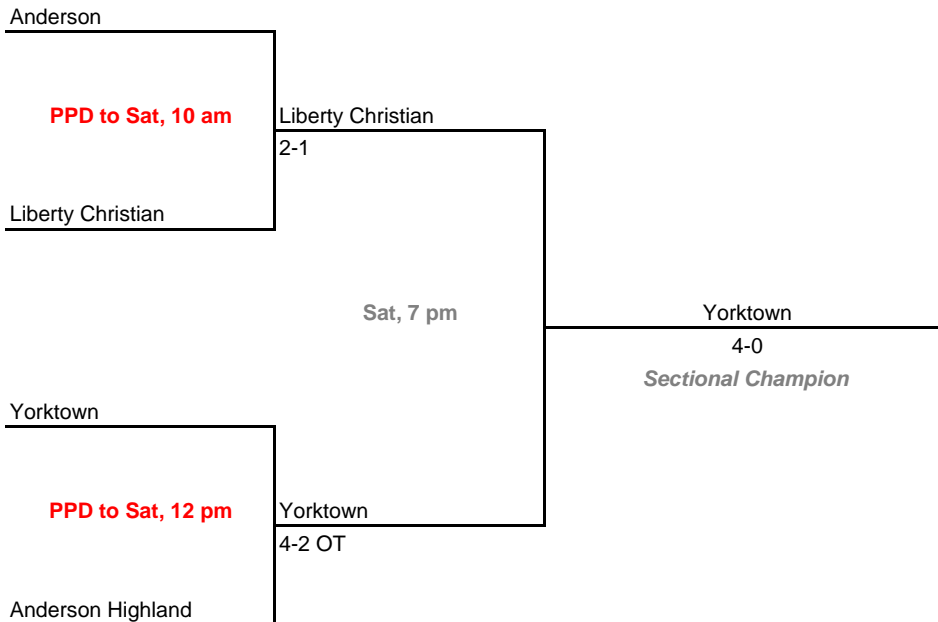 Anderson
PPD to Sat, 10 am
Liberty Christian
2-1
Liberty Christian
Sat, 7 pm
Yorktown
4-0
Sectional Champion
Yorktown
PPD to Sat, 12 pm
Yorktown
4-2 OT
Anderson Highland